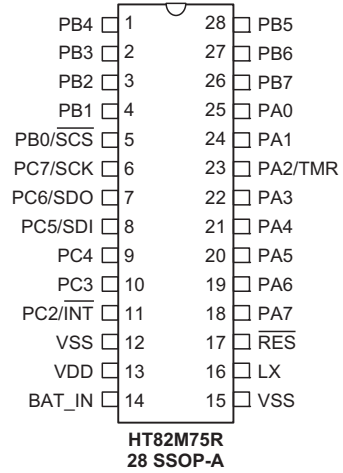 PB4 1 28 PB5
PB3 2 27 PB6
PB2 3 26 PB7
PB1 4 25 PA0
PB0/SCS 5 24 PA1
PC7/SCK 6 23 PA2/TMR
PC6/SDO 7 22 PA3
PC5/SDI 8 21 PA4
PC4 9 20 PA5
PC3 10 19 PA6
PC2/INT 11 18 PA7
VSS 12 17 RES
VDD 13 16 LX
BAT_IN 14 15 VSS
HT82M75R
28 SSOP-A